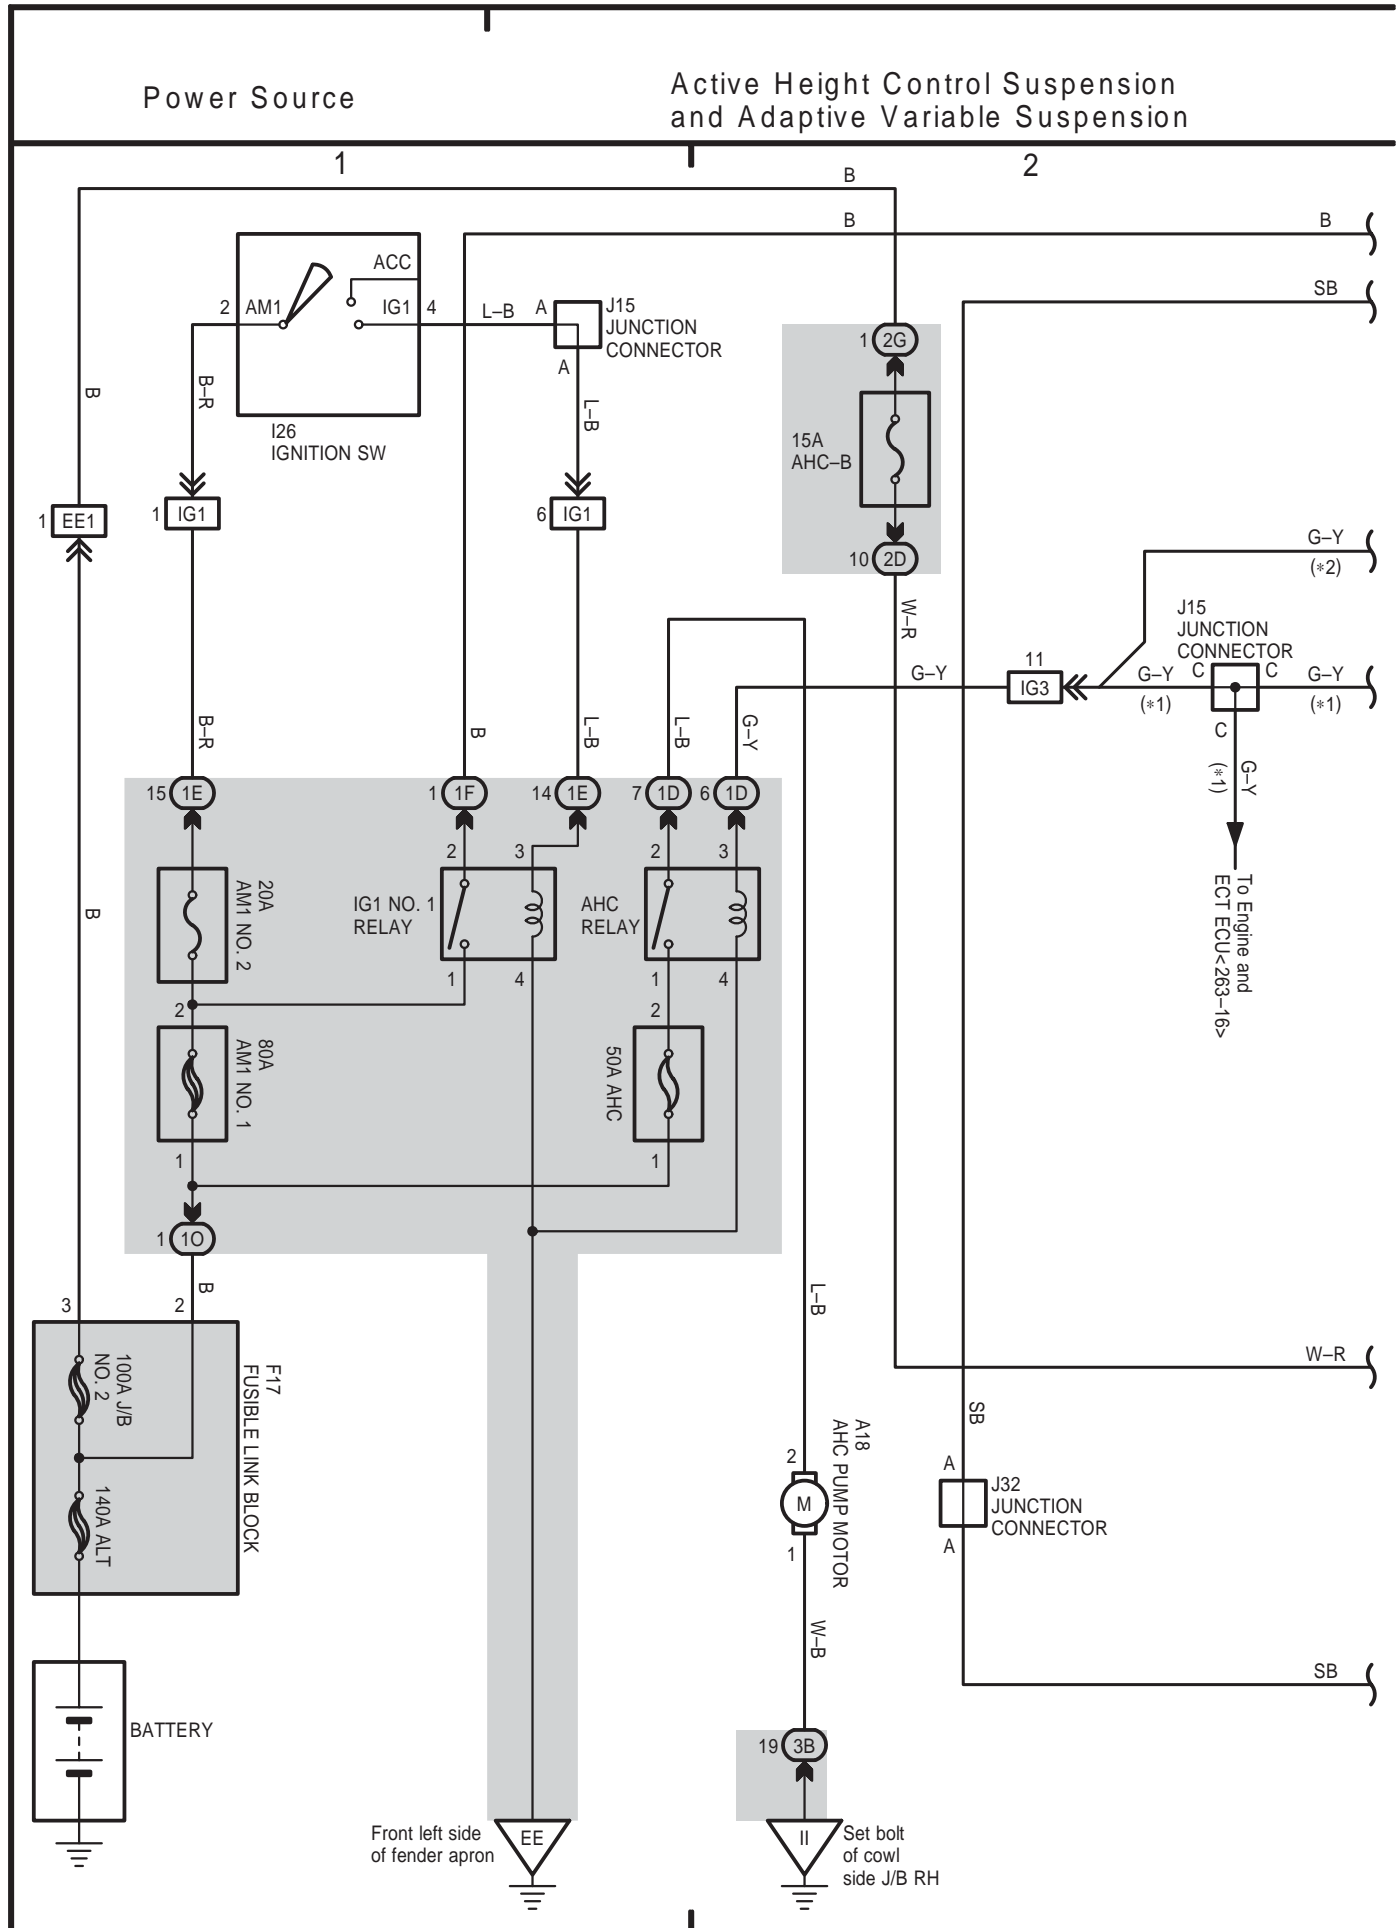 Power Source
Active Height Control Suspension
and Adaptive Variable Suspension
1
2
B
B
B
SB
ACC
2
AM1
IG1
4
L–B
A
J15
JUNCTION
CONNECTOR
A
1
2G
B
B–R
L–B
I26
IGNITION SW
15A
AHC–B
1
EE1
1
IG1
6
IG1
10
2D
G–Y
(*2)
W–R
J15
JUNCTION
CONNECTOR
11
IG3
G–Y
G–Y
(*1)
C
C
G–Y
(*1)
C
G–Y
(*1)
B–R
B
L–B
L–B
G–Y
15
1E
1
1F
14
1E
7
1D
6
1D
2
3
2
3
20A
AM1 NO. 2
IG1 NO. 1
RELAY
AHC
RELAY
B
To Engine and
ECT ECU<263–16>
1
4
1
4
2
2
80A
AM1 NO. 1
50A AHC
1
1
1
1O
B
3
2
L–B
100A J/B
NO. 2
F17
FUSIBLE LINK BLOCK
W–R
SB
140A ALT
2
A18
AHC PUMP MOTOR
M
1
A
J32
JUNCTION
CONNECTOR
A
W–B
SB
BATTERY
19
3B
Front left side
of fender apron
EE
II
Set bolt
of cowl
side J/B RH